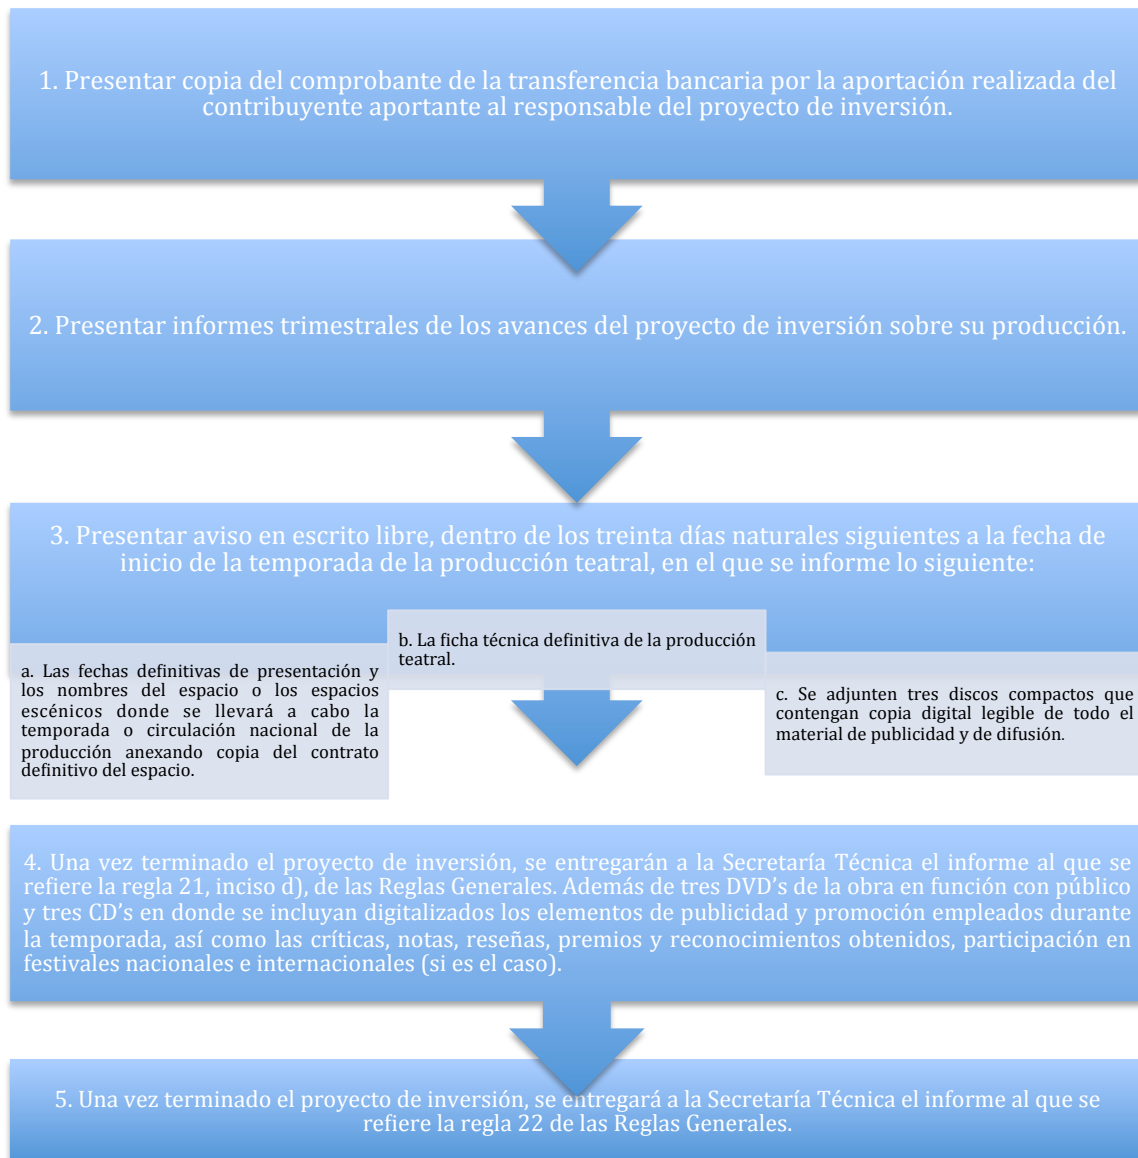 1. Presentar copia del comprobante de la transferencia bancaria por la aportación realizada del
contribuyente aportante al responsable del proyecto de inversión.
2. Presentar informes trimestrales de los avances del proyecto de inversión sobre su producción.
3. Presentar aviso en escrito libre, dentro de los treinta días naturales siguientes a la fecha de
inicio de la temporada de la producción teatral, en el que se informe lo siguiente:
a. Las fechas definitivas de presentación y
los nombres del espacio o los espacios
escénicos donde se llevará a cabo la
temporada o circulación nacional de la
producción anexando copia del contrato
definitivo del espacio.
b. La ficha técnica definitiva de la producción
teatral.
c. Se adjunten tres discos compactos que
contengan copia digital legible de todo el
material de publicidad y de difusión.
4. Una vez terminado el proyecto de inversión, se entregarán a la Secretaría Técnica el informe al que se
refiere la regla 21, inciso d), de las Reglas Generales. Además de tres DVD's de la obra en función con público
y tres CD's en donde se incluyan digitalizados los elementos de publicidad y promoción empleados durante
la temporada, así como las críticas, notas, reseñas, premios y reconocimientos obtenidos, participación en
festivales nacionales e internacionales (si es el caso).
5. Una vez terminado el proyecto de inversión, se entregará a la Secretaría Técnica el informe al que se
refiere la regla 22 de las Reglas Generales.